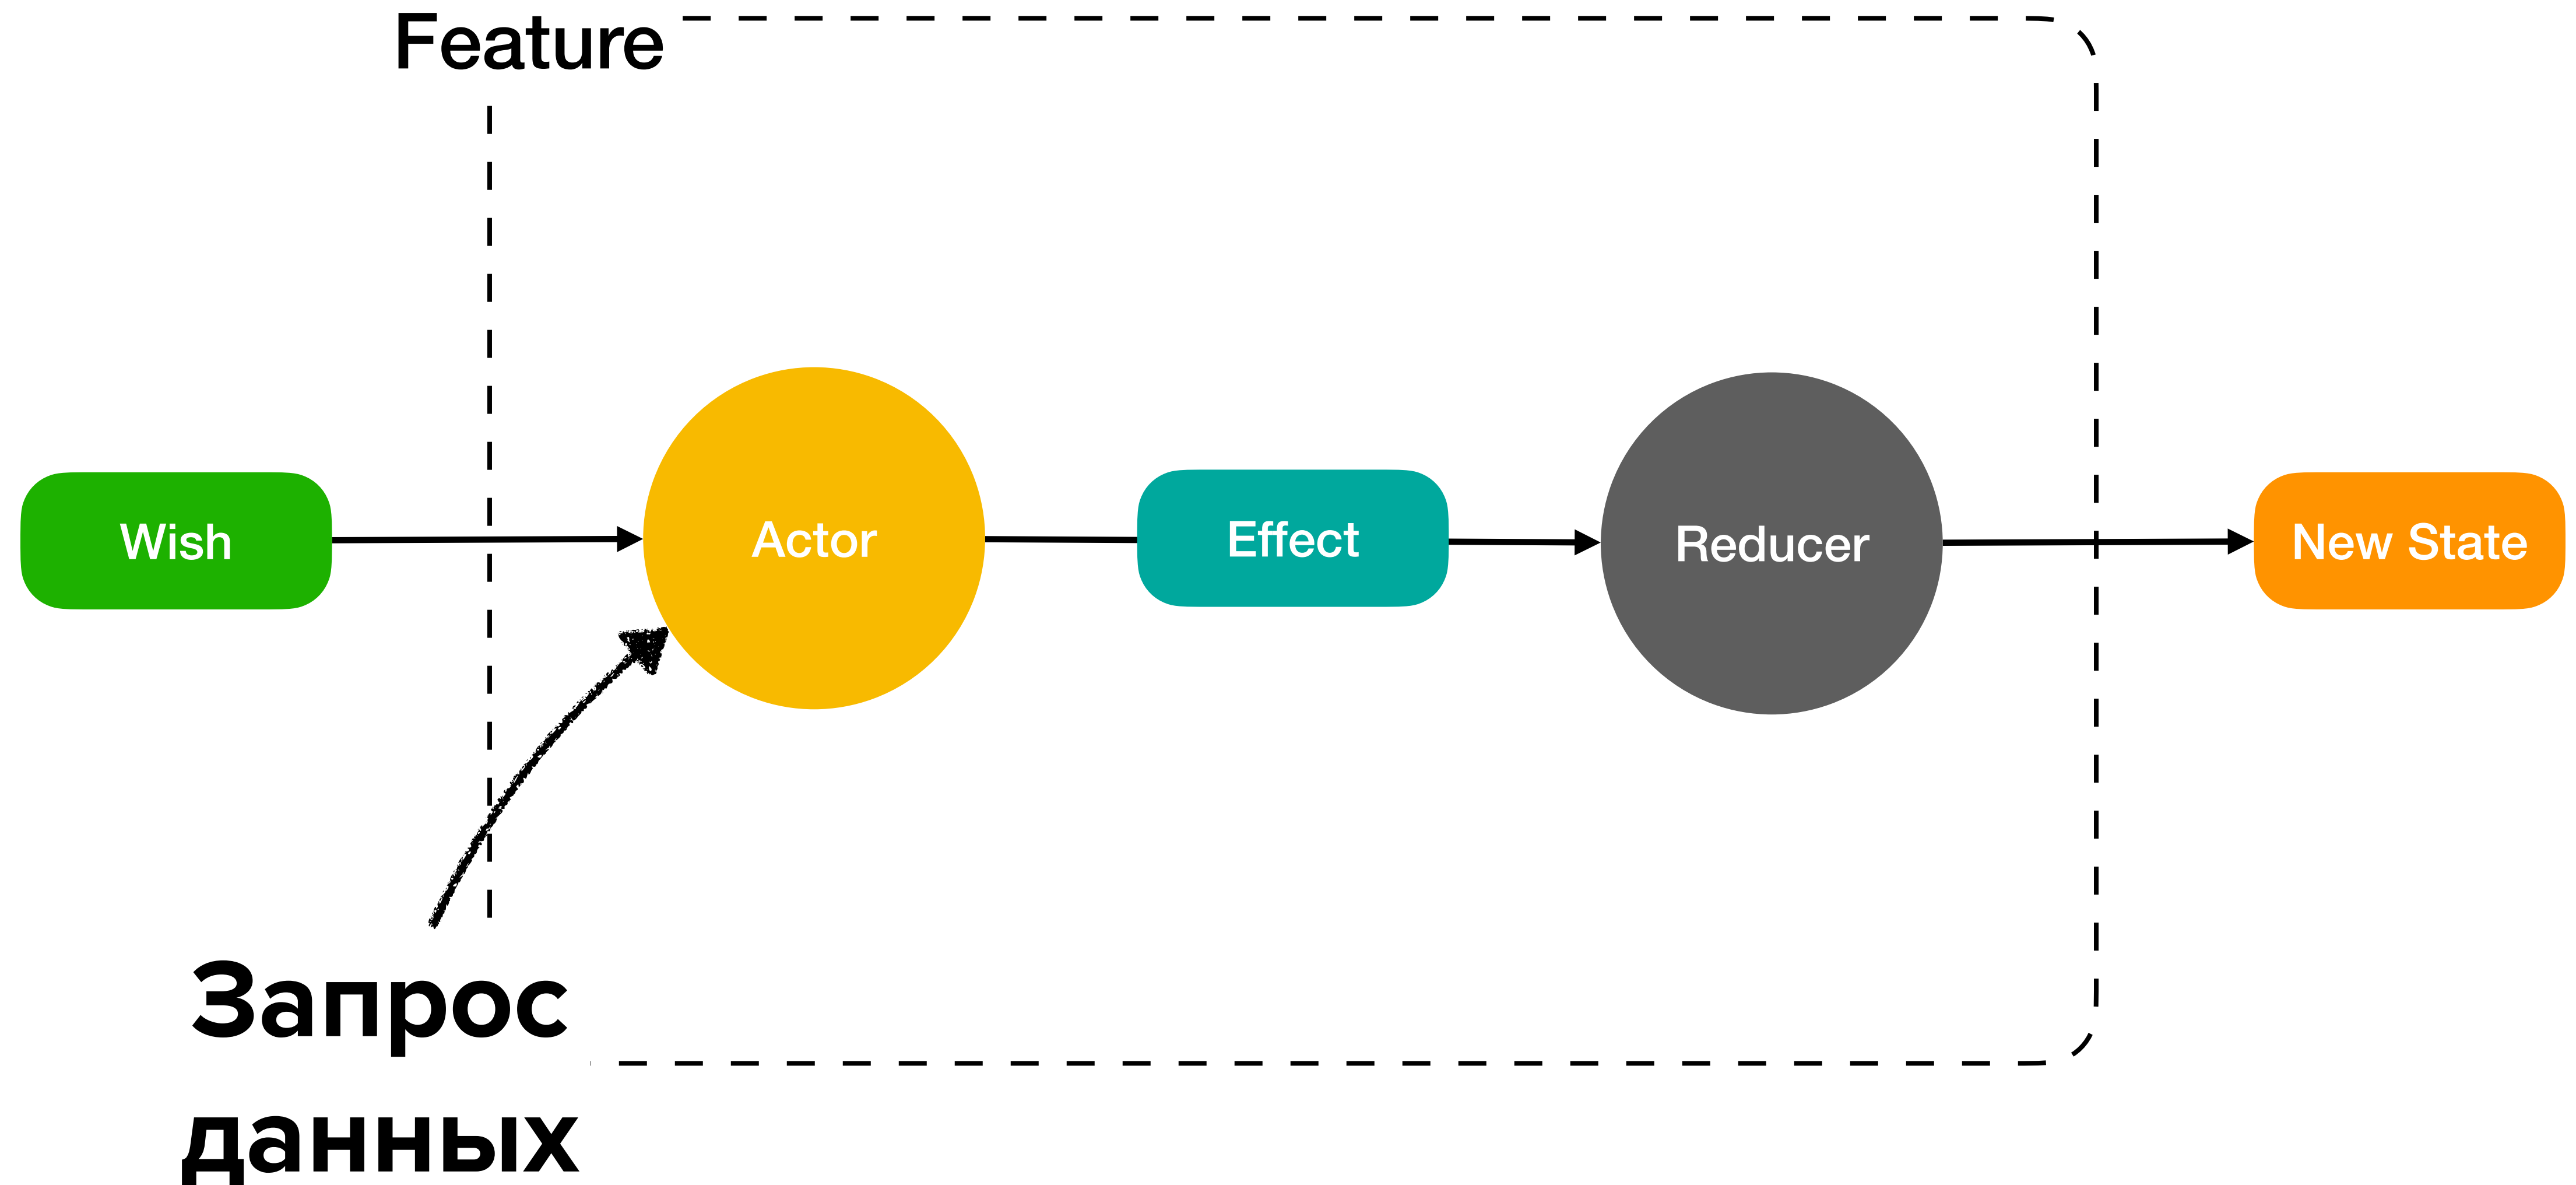 Feature
Wish
Actor
Effect
Reducer
New State
Запрос
данных